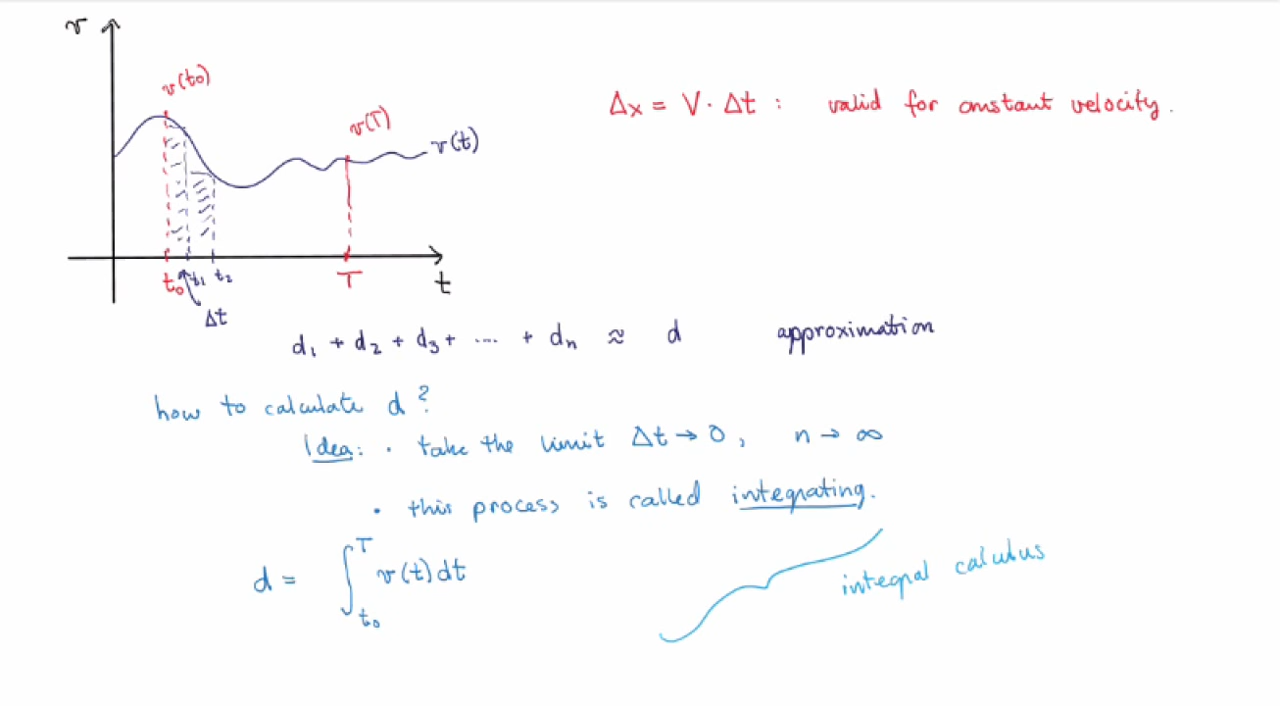 v
v(t₀)
Δx = V · Δt : valid for constant velocity.
v(T)
v(t)
t₀ t₁ t₂ T t
Δt
d₁ + d₂ + d₃ + .... + dₙ ≈ d approximation
how to calculate d?
Idea: · take the limit Δt → 0, n → ∞
· this process is called integrating.
d = ∫_{t₀}^{T} v(t) dt
integral calculus